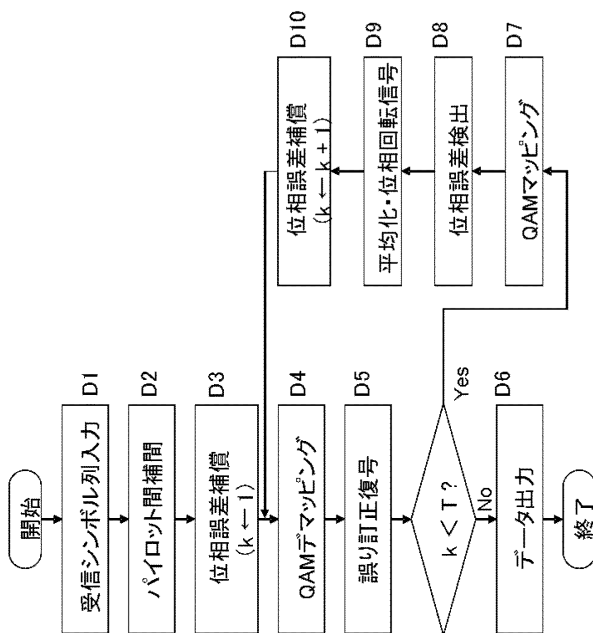 開始
受信シンボル列入力
D1
パイロット間補間
D2
位相誤差補償
(k ← 1)
D3
QAMデマッピング
D4
誤り訂正復号
D5
k < T ?
Yes
No
データ出力
D6
終了
QAMマッピング
D7
位相誤差検出
D8
平均化・位相回転信号
D9
位相誤差補償
(k ← k + 1)
D10